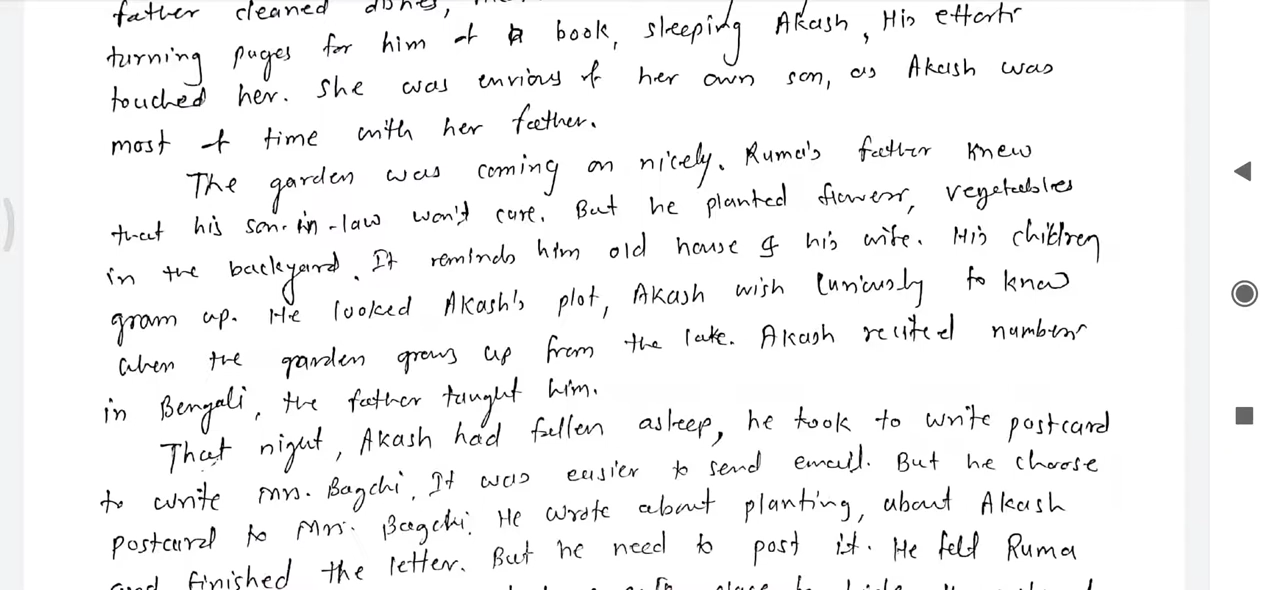 father cleaned dishes,
turning pages for him of a book, sleeping Akash, His efforts
touched her. She was envious of her own son, as Akash was
most of time with her father.
The garden was coming on nicely. Ruma's father knew
that his son-in-law won't care. But he planted flowers, vegetables
in the backyard. It reminds him old house of his wife. His children
gram up. He looked Akash's plot, Akash wish curiously to know
when the garden grows up from the lake. Akash recited numbers
in Bengali, the father taught him.
That night, Akash had fallen asleep, he took to write postcard
to write Mrs. Bagchi. It was easier to send email. But he choose
postcard to Mrs. Bagchi. He wrote about planting, about Akash
and finished the letter. But he need to post it. He felt Ruma